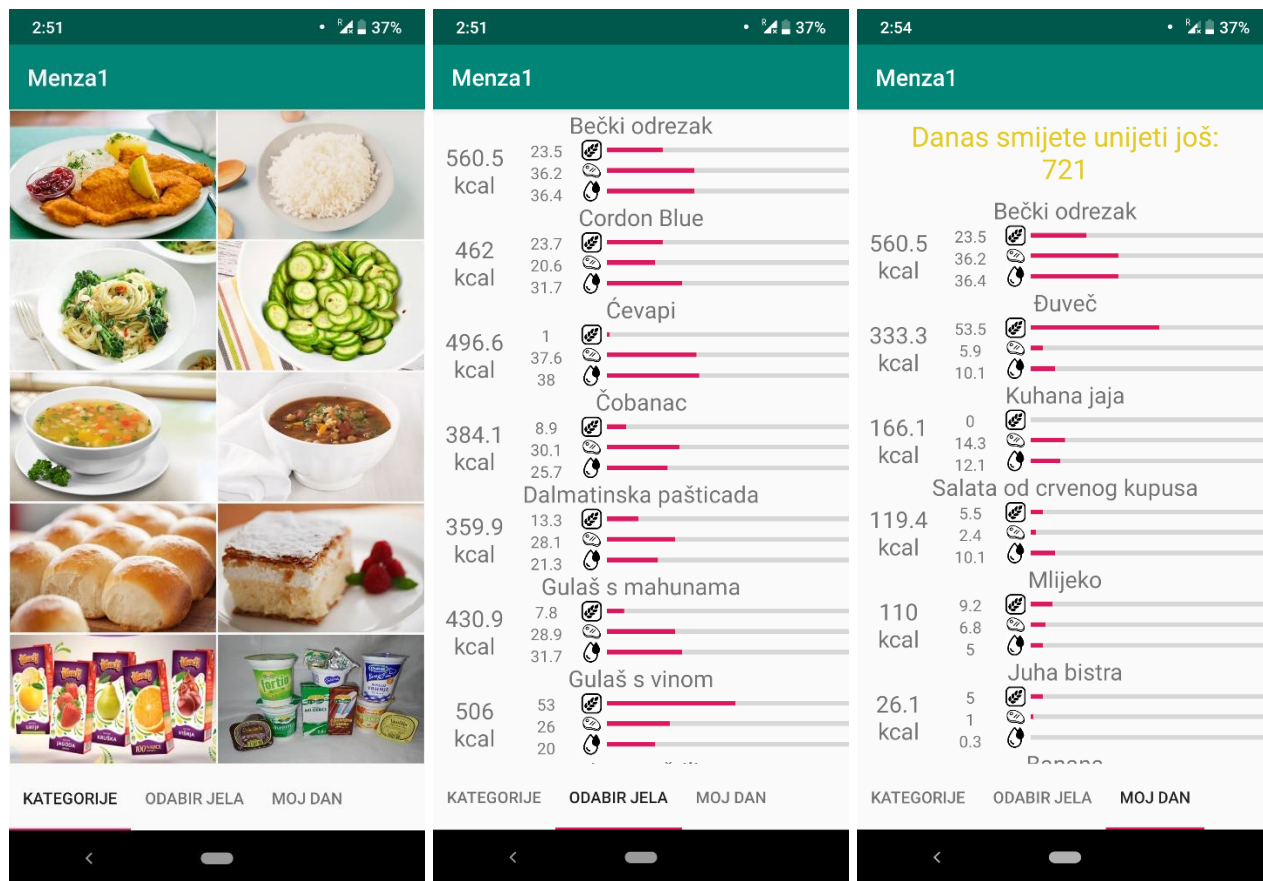 2:51
R
37%
Menza1
fortia
JAGODA
KRUŠKA
100% NARANČA
VIŠNJA
KATEGORIJE
ODABIR JELA
MOJ DAN
2:51
R
37%
Menza1
Bečki odrezak
560.5
kcal
23.5
36.2
36.4
Cordon Blue
462
kcal
23.7
20.6
31.7
Ćevapi
496.6
kcal
1
37.6
38
Čobanac
384.1
kcal
8.9
30.1
25.7
Dalmatinska pašticada
359.9
kcal
13.3
28.1
21.3
Gulaš s mahunama
430.9
kcal
7.8
28.9
31.7
Gulaš s vinom
506
kcal
53
26
20
KATEGORIJE
ODABIR JELA
MOJ DAN
2:54
R
37%
Menza1
Danas smijete unijeti još:
721
Bečki odrezak
560.5
kcal
23.5
36.2
36.4
Đuveč
333.3
kcal
53.5
5.9
10.1
Kuhana jaja
166.1
kcal
0
14.3
12.1
Salata od crvenog kupusa
119.4
kcal
5.5
2.4
10.1
Mlijeko
110
kcal
9.2
6.8
5
Juha bistra
26.1
kcal
5
1
0.3
Banana
KATEGORIJE
ODABIR JELA
MOJ DAN